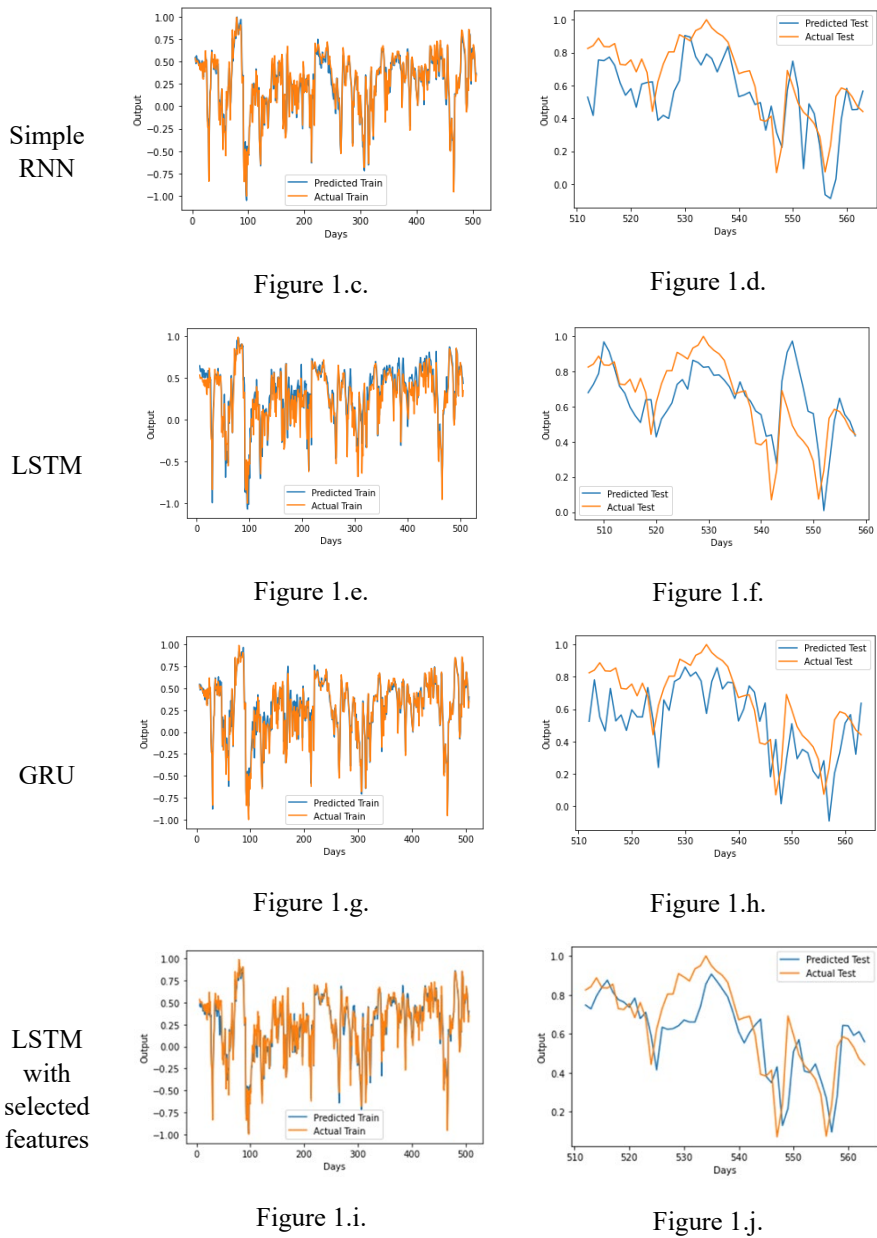 Simple
RNN
1.00
0.75
0.50
0.25
0.00
−0.25
−0.50
−0.75
−1.00
Output
0
100
200
300
400
500
Days
Predicted Train
Actual Train
Figure 1.c.
1.0
0.8
0.6
0.4
0.2
0.0
Output
510
520
530
540
550
560
Days
Predicted Test
Actual Test
Figure 1.d.
LSTM
1.0
0.5
0.0
−0.5
−1.0
Output
0
100
200
300
400
500
Days
Predicted Train
Actual Train
Figure 1.e.
1.0
0.8
0.6
0.4
0.2
0.0
Output
510
520
530
540
550
560
Days
Predicted Test
Actual Test
Figure 1.f.
GRU
1.00
0.75
0.50
0.25
0.00
−0.25
−0.50
−0.75
−1.00
Output
0
100
200
300
400
500
Days
Predicted Train
Actual Train
Figure 1.g.
1.0
0.8
0.6
0.4
0.2
0.0
Output
510
520
530
540
550
560
Days
Predicted Test
Actual Test
Figure 1.h.
LSTM
with
selected
features
1.00
0.75
0.50
0.25
0.00
−0.25
−0.50
−0.75
−1.00
Output
0
100
200
300
400
500
Days
Predicted Train
Actual Train
Figure 1.i.
1.0
0.8
0.6
0.4
0.2
Output
510
520
530
540
550
560
Days
Predicted Test
Actual Test
Figure 1.j.